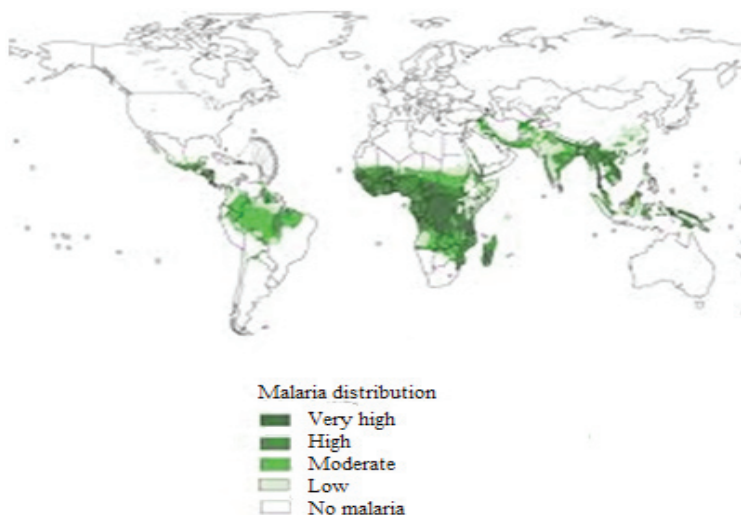 Malaria distribution
Very high
High
Moderate
Low
No malaria